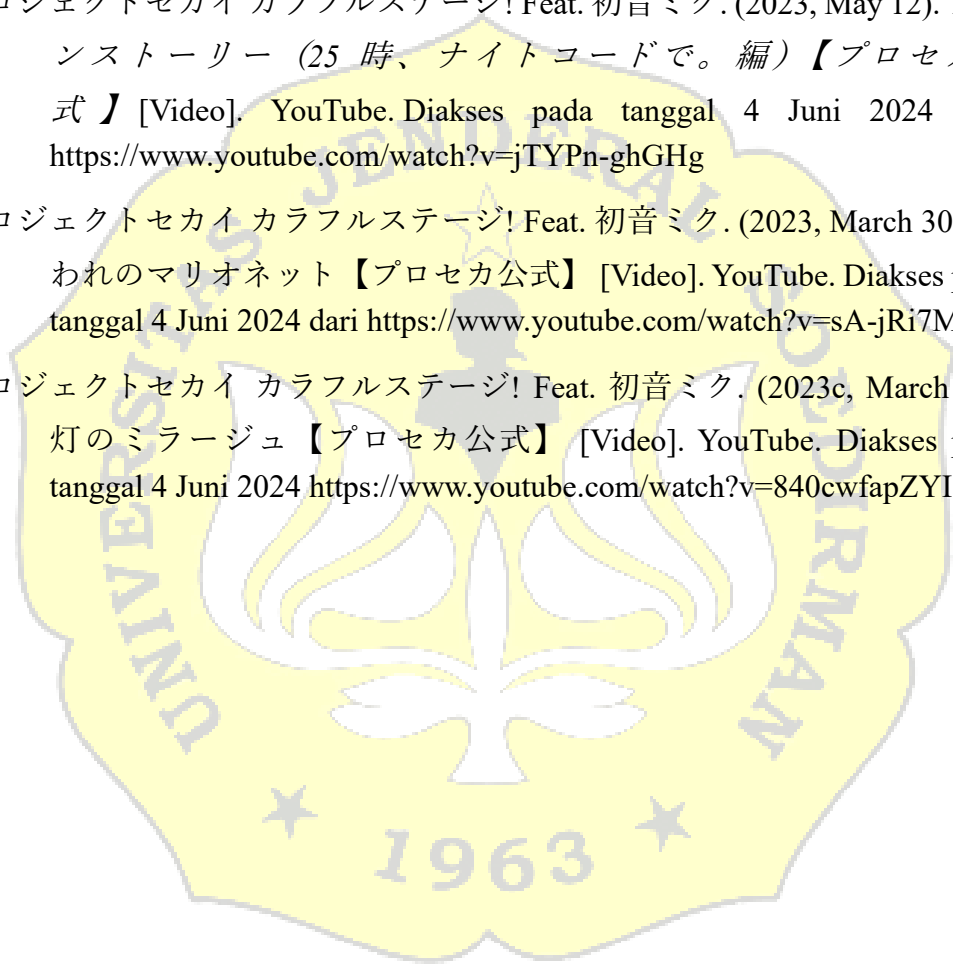 ロジェクトセカイ カラフルステージ! Feat. 初音ミク. (2023, May 12).
ンストーリー（25 時、ナイトコードで。編）【プロセ
式】 [Video]. YouTube. Diakses pada tanggal 4 Juni 2024
https://www.youtube.com/watch?v=jTYPn-ghGHg
ロジェクトセカイ カラフルステージ! Feat. 初音ミク. (2023, March 30
われのマリオネット【プロセカ公式】 [Video]. YouTube. Diakses
tanggal 4 Juni 2024 dari https://www.youtube.com/watch?v=sA-jRi7M
ロジェクトセカイ カラフルステージ! Feat. 初音ミク. (2023c, March
灯のミラージュ【プロセカ公式】 [Video]. YouTube. Diakses
tanggal 4 Juni 2024 https://www.youtube.com/watch?v=840cwfapZYI
UNIVERSITAS JENDERAL SOEDIRMAN
1963